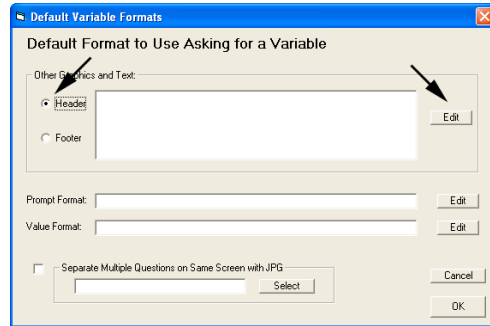 Default Variable Formats
Default Format to Use Asking for a Variable
Other Graphics and Text:
Header
Edit
Footer
Prompt Format:
Edit
Value Format:
Edit
Separate Multiple Questions on Same Screen with JPG
Select
Cancel
OK